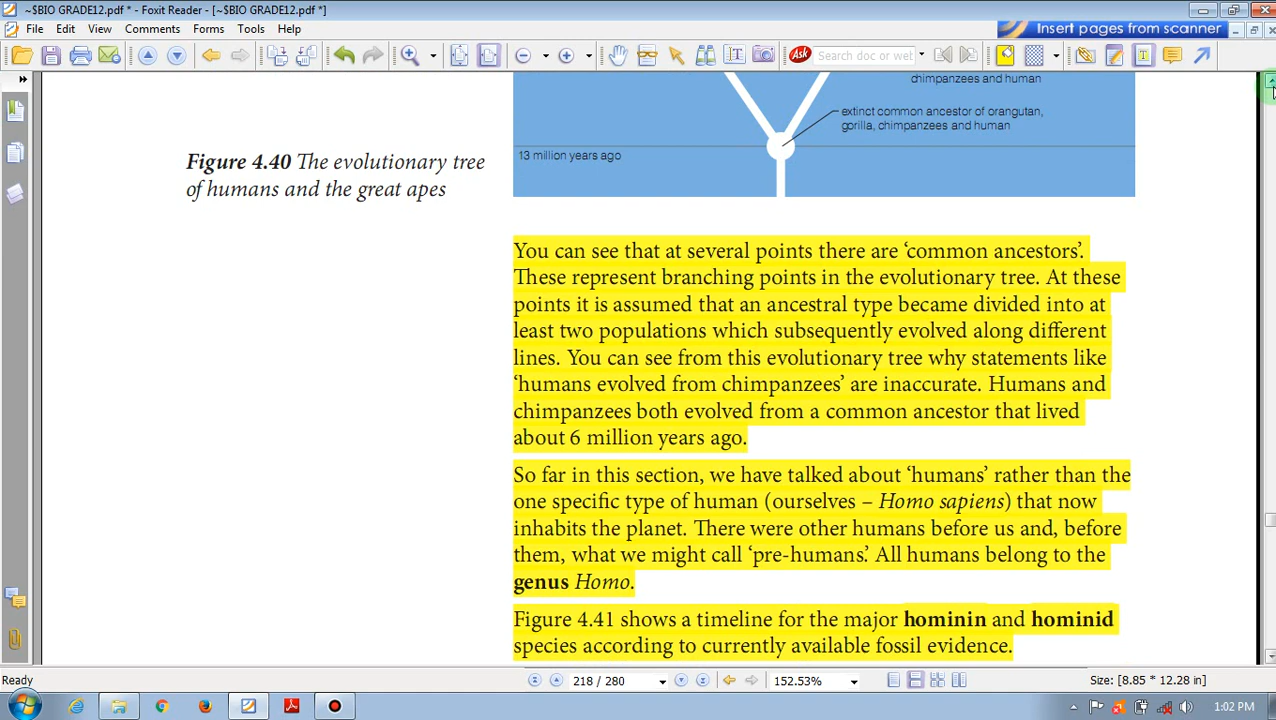 ~$BIO GRADE12.pdf * - Foxit Reader - [~$BIO GRADE12.pdf *]
File Edit View Comments Forms Tools Help
Insert pages from scanner
Ask Search doc or wet
chimpanzees and human
extinct common ancestor of orangutan,
gorilla, chimpanzees and human
13 million years ago
Figure 4.40 The evolutionary tree
of humans and the great apes
You can see that at several points there are ‘common ancestors’.
These represent branching points in the evolutionary tree. At these
points it is assumed that an ancestral type became divided into at
least two populations which subsequently evolved along different
lines. You can see from this evolutionary tree why statements like
‘humans evolved from chimpanzees’ are inaccurate. Humans and
chimpanzees both evolved from a common ancestor that lived
about 6 million years ago.
So far in this section, we have talked about ‘humans’ rather than the
one specific type of human (ourselves – Homo sapiens) that now
inhabits the planet. There were other humans before us and, before
them, what we might call ‘pre-humans’. All humans belong to the
genus Homo.
Figure 4.41 shows a timeline for the major hominin and hominid
species according to currently available fossil evidence.
Ready
218 / 280
152.53%
Size: [8.85 * 12.28 in]
1:02 PM